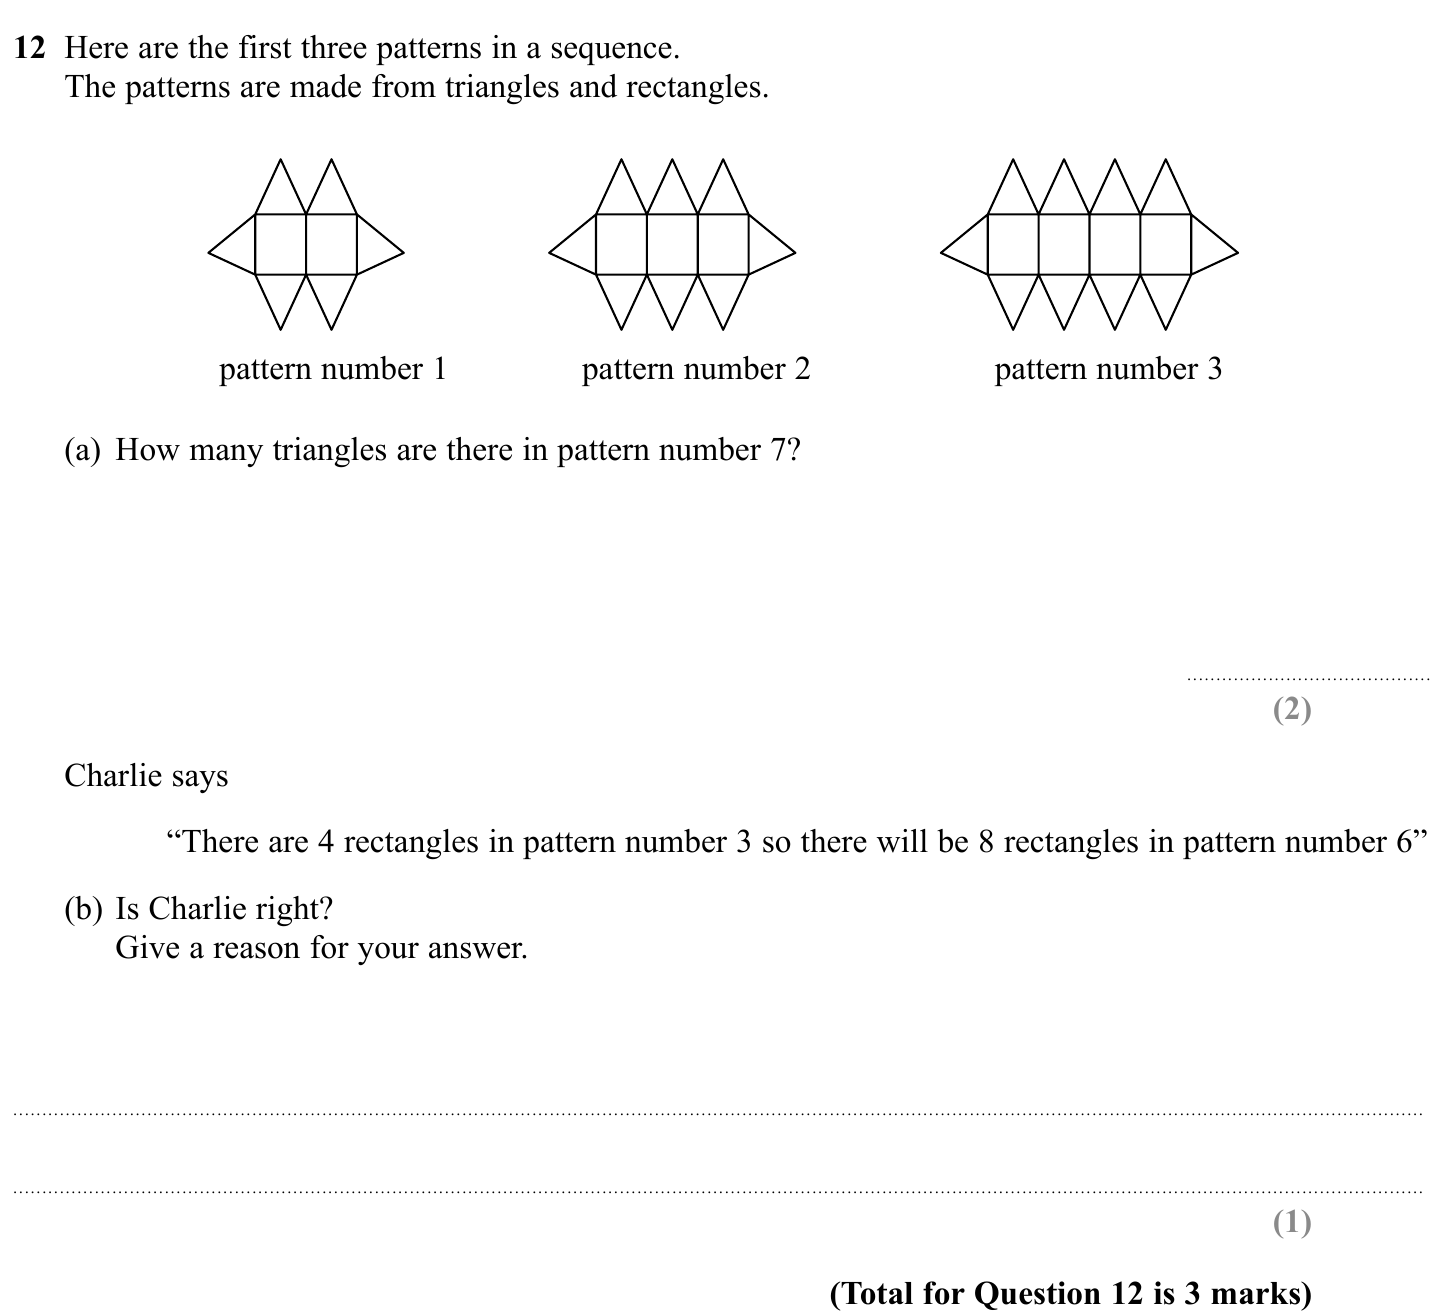 12 Here are the first three patterns in a sequence.
The patterns are made from triangles and rectangles.
pattern number 1
pattern number 2
pattern number 3
(a) How many triangles are there in pattern number 7?
(2)
Charlie says
“There are 4 rectangles in pattern number 3 so there will be 8 rectangles in pattern number 6”
(b) Is Charlie right?
Give a reason for your answer.
(1)
(Total for Question 12 is 3 marks)